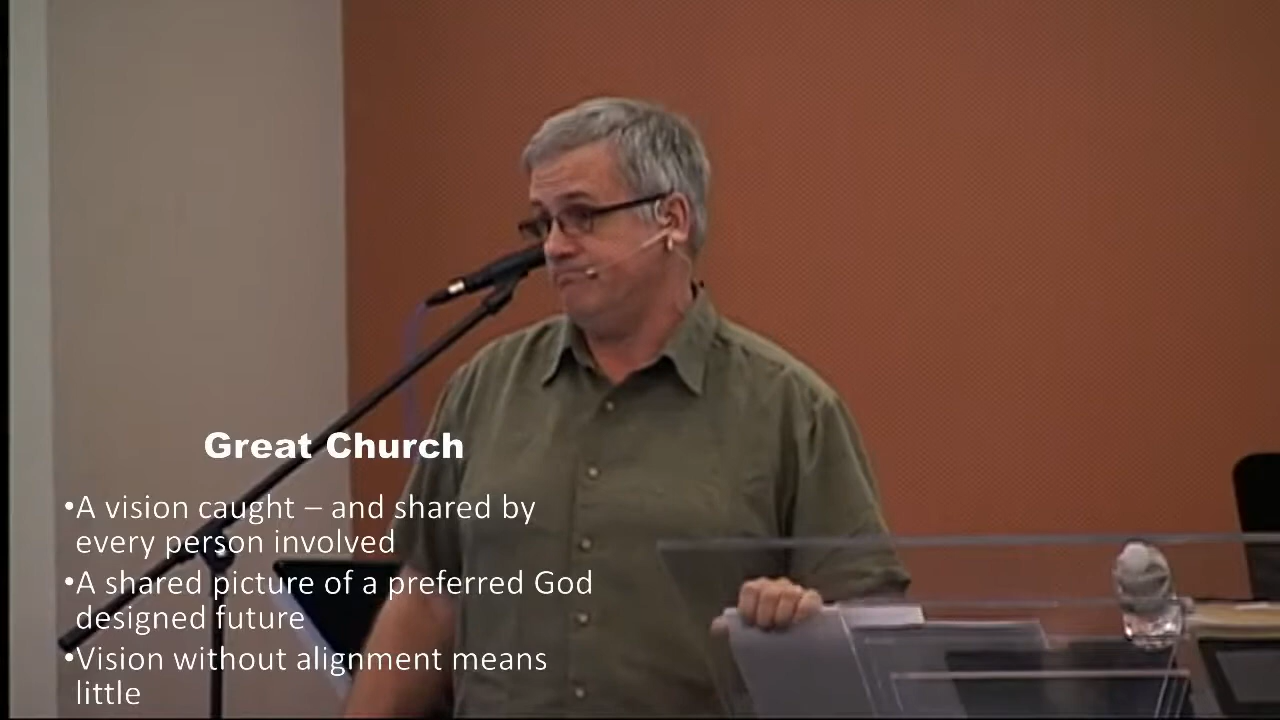 Great Church
•A vision caught – and shared by
every person involved
•A shared picture of a preferred God
designed future
•Vision without alignment means
little